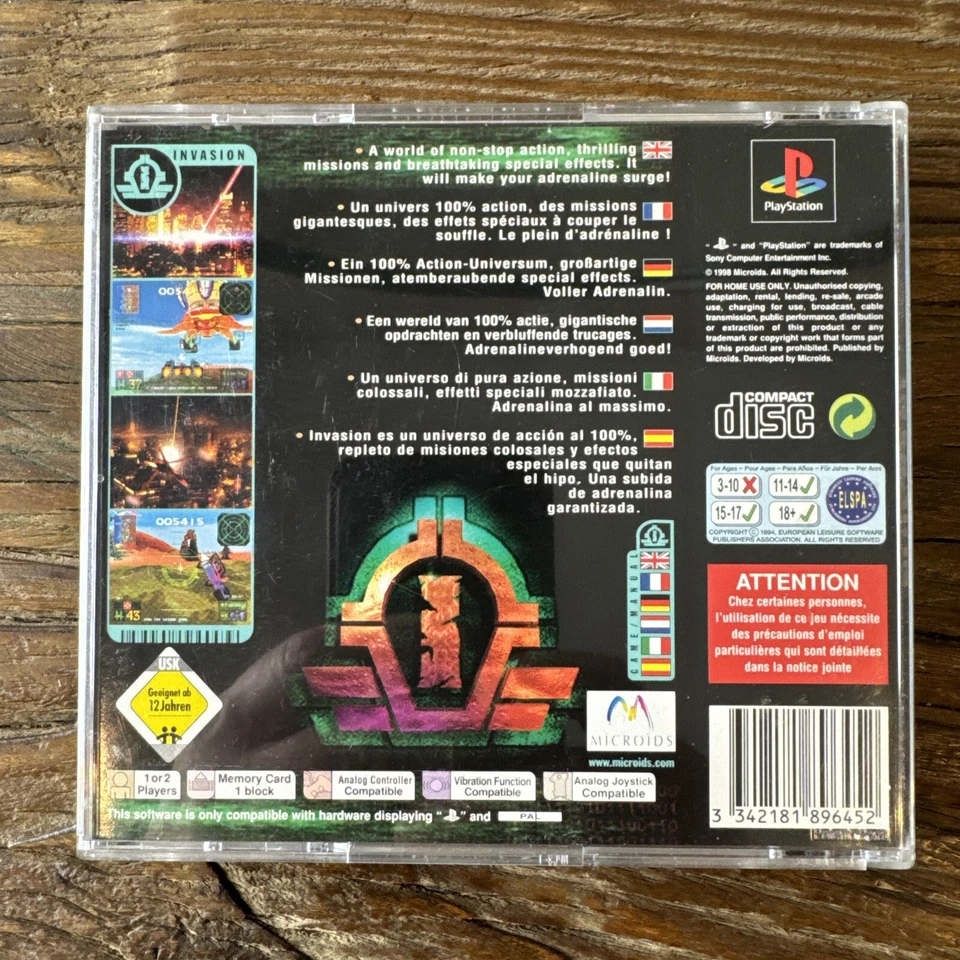 INVASION
005415
43
• A world of non-stop action, thrilling
missions and breathtaking special effects. It
will make your adrenaline surge!
• Un univers 100% action, des missions
gigantesques, des effets spéciaux à couper le
souffle. Le plein d'adrénaline !
• Ein 100% Action-Universum, großartige
Missionen, atemberaubende special effects.
Voller Adrenalin.
• Een wereld van 100% actie, gigantische
opdrachten en verbluffende trucages.
Adrenalineverhogend goed!
• Un universo di pura azione, missioni
colossali, effetti speciali mozzafiato.
Adrenalina al massimo.
• Invasion es un universo de acción al 100%,
repleto de misiones colosales y efectos
especiales que quitan
el hipo. Una subida
de adrenalina
garantizada.
GAME/MANUAL
MICROÏDS
www.microids.com
PlayStation
" " and "PlayStation" are trademarks of
Sony Computer Entertainment Inc.
© 1998 Microids. All Rights Reserved.
FOR HOME USE ONLY. Unauthorised copying,
adaptation, rental, lending, re-sale, arcade
use, charging for use, broadcast, cable
transmission, public performance, distribution
or extraction of this product or any
trademark or copyright work that forms part
of this product are prohibited. Published by
Microïds. Developed by Microïds.
COMPACT
disc
For Ages – Pour Ages – Para Años – Für Jahre – Per Anni
3-10 11-14
15-17 18+
ELSPA
COPYRIGHT © 1994, EUROPEAN LEISURE SOFTWARE
PUBLISHERS ASSOCIATION. ALL RIGHTS RESERVED
ATTENTION
Chez certaines personnes,
l'utilisation de ce jeu nécessite
des précautions d'emploi
particulières qui sont détaillées
dans la notice jointe
3 342181 896452
USK
Geeignet ab
12 Jahren
1 or 2
Players
Memory Card
1 block
Analog Controller
Compatible
Vibration Function
Compatible
Analog Joystick
Compatible
This software is only compatible with hardware displaying " " and PAL